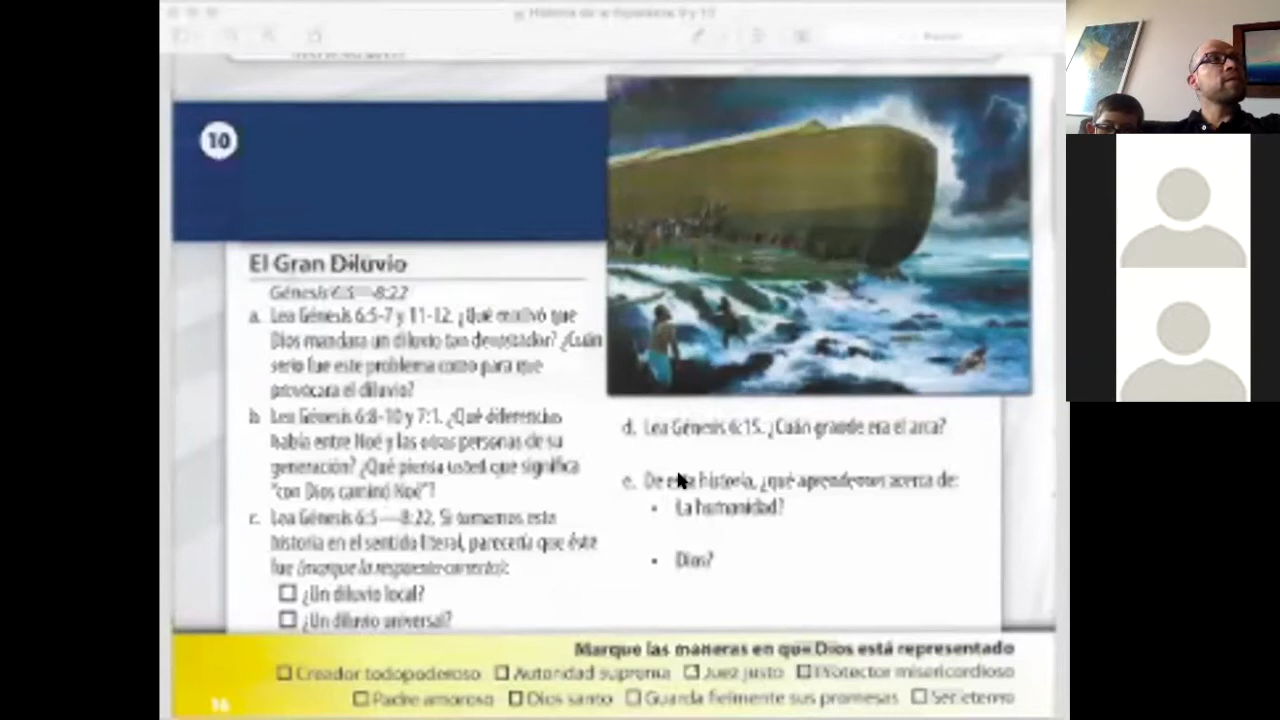 10
El Gran Diluvio
Génesis 6:5—8:22
a. Lea Génesis 6:5-7 y 11-12. ¿Qué motivó que
Dios mandara un diluvio tan devastador? ¿Cuán
serio fue este problema como para que
provocara el diluvio?
b. Lea Génesis 6:8-10 y 7:1. ¿Qué diferencias
había entre Noé y las otras personas de su
generación? ¿Qué piensa usted que significa
"con Dios caminó Noé"?
c. Lea Génesis 6:5—8:22. Si tomamos esta
historia en el sentido literal, parecería que éste
fue (marque la respuesta correcta):
☐ ¿Un diluvio local?
☐ ¿Un diluvio universal?
d. Lea Génesis 6:15. ¿Cuán grande era el arca?
e. De esta historia, ¿qué aprendemos acerca de:
• La humanidad?
• Dios?
Marque las maneras en que Dios está representado
☐ Creador todopoderoso ☐ Autoridad suprema ☐ Juez justo ☐ Protector misericordioso
☐ Padre amoroso ☐ Dios santo ☐ Guarda fielmente sus promesas ☐ Ser eterno
16